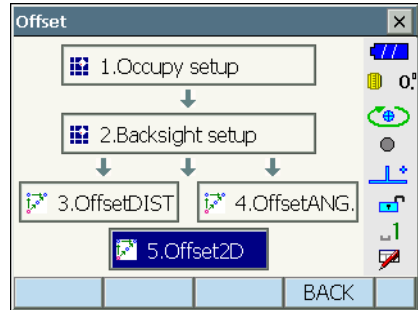 Offset
1.Occupy setup
0."
2.Backsight setup
3.OffsetDIST
4.OffsetANG.
5.Offset2D
1
BACK